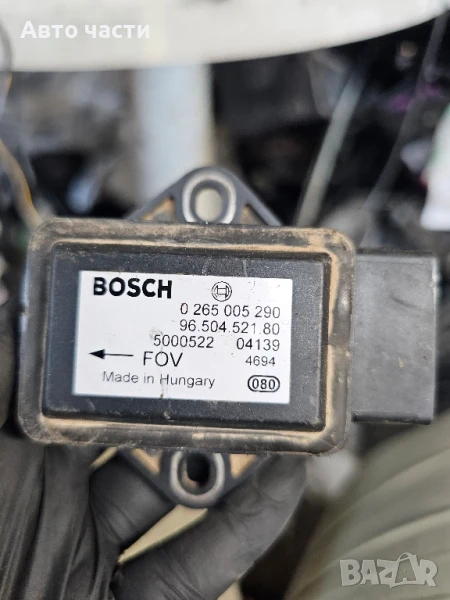 Авто части
BOSCH
0 265 005 290
96.504.521.80
5000522 04139
← FOV 4694
Made in Hungary 080
BAZAR